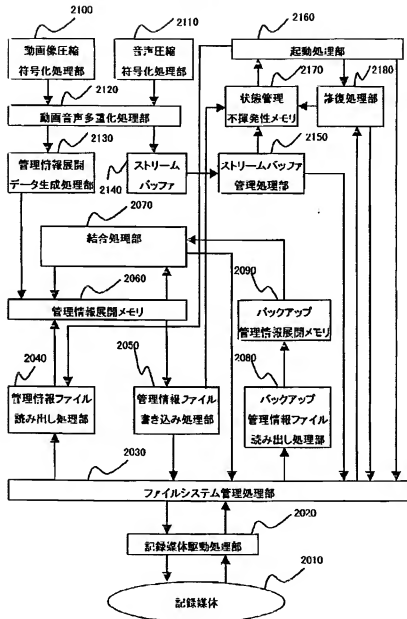 2100
動画像圧縮
符号化処理部
2110
音声圧縮
符号化処理部
2160
起動処理部
2120
動画音声多重化処理部
2170
状態管理
不揮発性メモリ
2180
修復処理部
2130
管理情報展開
データ生成処理部
2140
ストリーム
バッファ
2150
ストリームバッファ
管理処理部
2070
結合処理部
2060
管理情報展開メモリ
2090
バックアップ
管理情報展開メモリ
2040
管理情報ファイル
読み出し処理部
2050
管理情報ファイル
書き込み処理部
2080
バックアップ
管理情報ファイル
読み出し処理部
2030
ファイルシステム管理処理部
2020
記録媒体駆動処理部
2010
記録媒体